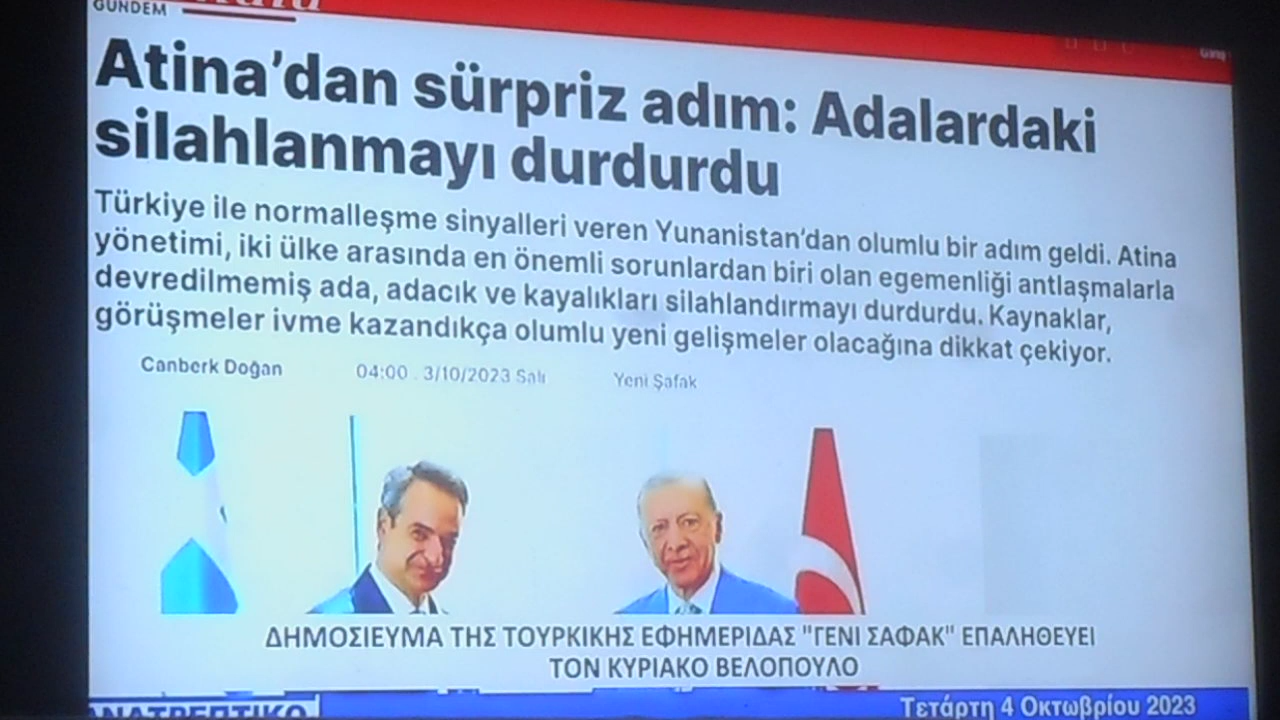 GÜNDEM
Giriş
Atina'dan sürpriz adım: Adalardaki
silahlanmayı durdurdu
Türkiye ile normalleşme sinyalleri veren Yunanistan'dan olumlu bir adım geldi. Atina
yönetimi, iki ülke arasında en önemli sorunlardan biri olan egemenliği antlaşmalarla
devredilmemiş ada, adacık ve kayalıkları silahlandırmayı durdurdu. Kaynaklar,
görüşmeler ivme kazandıkça olumlu yeni gelişmeler olacağına dikkat çekiyor.
Canberk Doğan 04:00 . 3/10/2023 Salı Yeni Şafak
ΔΗΜΟΣΙΕΥΜΑ ΤΗΣ ΤΟΥΡΚΙΚΗΣ ΕΦΗΜΕΡΙΔΑΣ "ΓΕΝΙ ΣΑΦΑΚ" ΕΠΑΛΗΘΕΥΕΙ
ΤΟΝ ΚΥΡΙΑΚΟ ΒΕΛΟΠΟΥΛΟ
ΑΝΑΤΡΕΠΤΙΚΟ Τετάρτη 4 Οκτωβρίου 2023